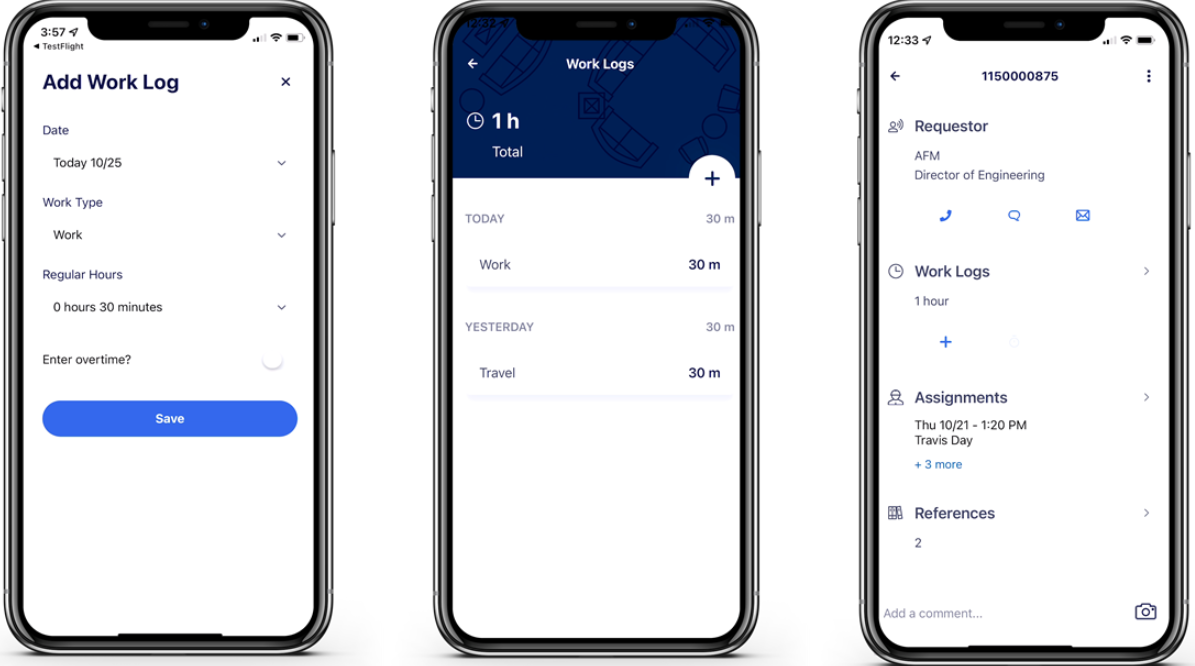 3:57
◀ TestFlight
Add Work Log
Date
Today 10/25
Work Type
Work
Regular Hours
0 hours 30 minutes
Enter overtime?
Save
Work Logs
1 h
Total
TODAY 30 m
Work 30 m
YESTERDAY 30 m
Travel 30 m
12:33
1150000875
Requestor
AFM
Director of Engineering
Work Logs
1 hour
Assignments
Thu 10/21 - 1:20 PM
Travis Day
+ 3 more
References
2
Add a comment...